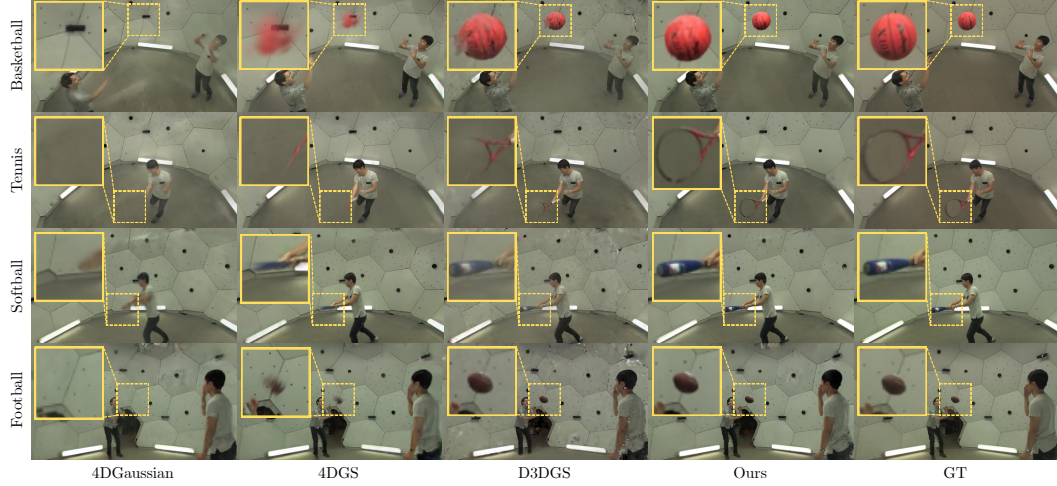 Basketball
Tennis
Softball
Football
4DGaussian
4DGS
D3DGS
Ours
GT